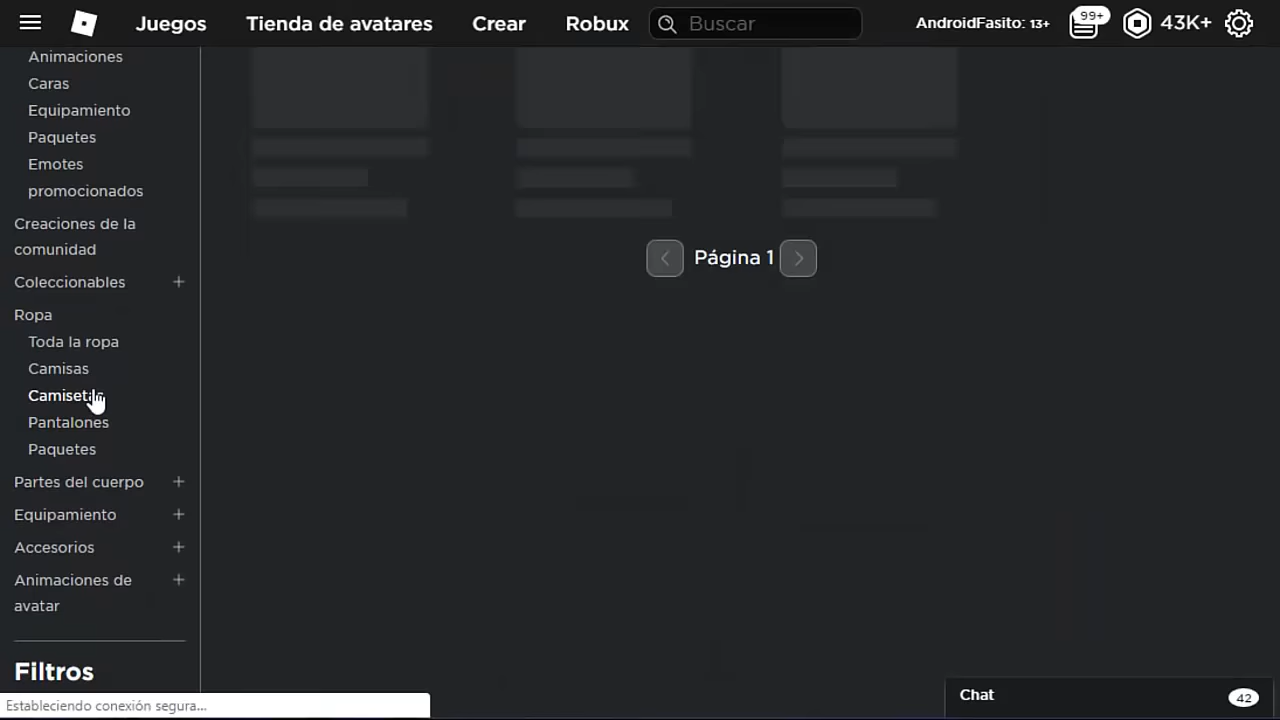 Juegos
Tienda de avatares
Crear
Robux
Buscar
AndroidFasito: 13+
99+
43K+
Animaciones
Caras
Equipamiento
Paquetes
Emotes
promocionados
Creaciones de la
comunidad
Coleccionables +
Ropa
Toda la ropa
Camisas
Camisetas
Pantalones
Paquetes
Partes del cuerpo +
Equipamiento +
Accesorios +
Animaciones de +
avatar
Filtros
Página 1
Estableciendo conexión segura...
Chat
42